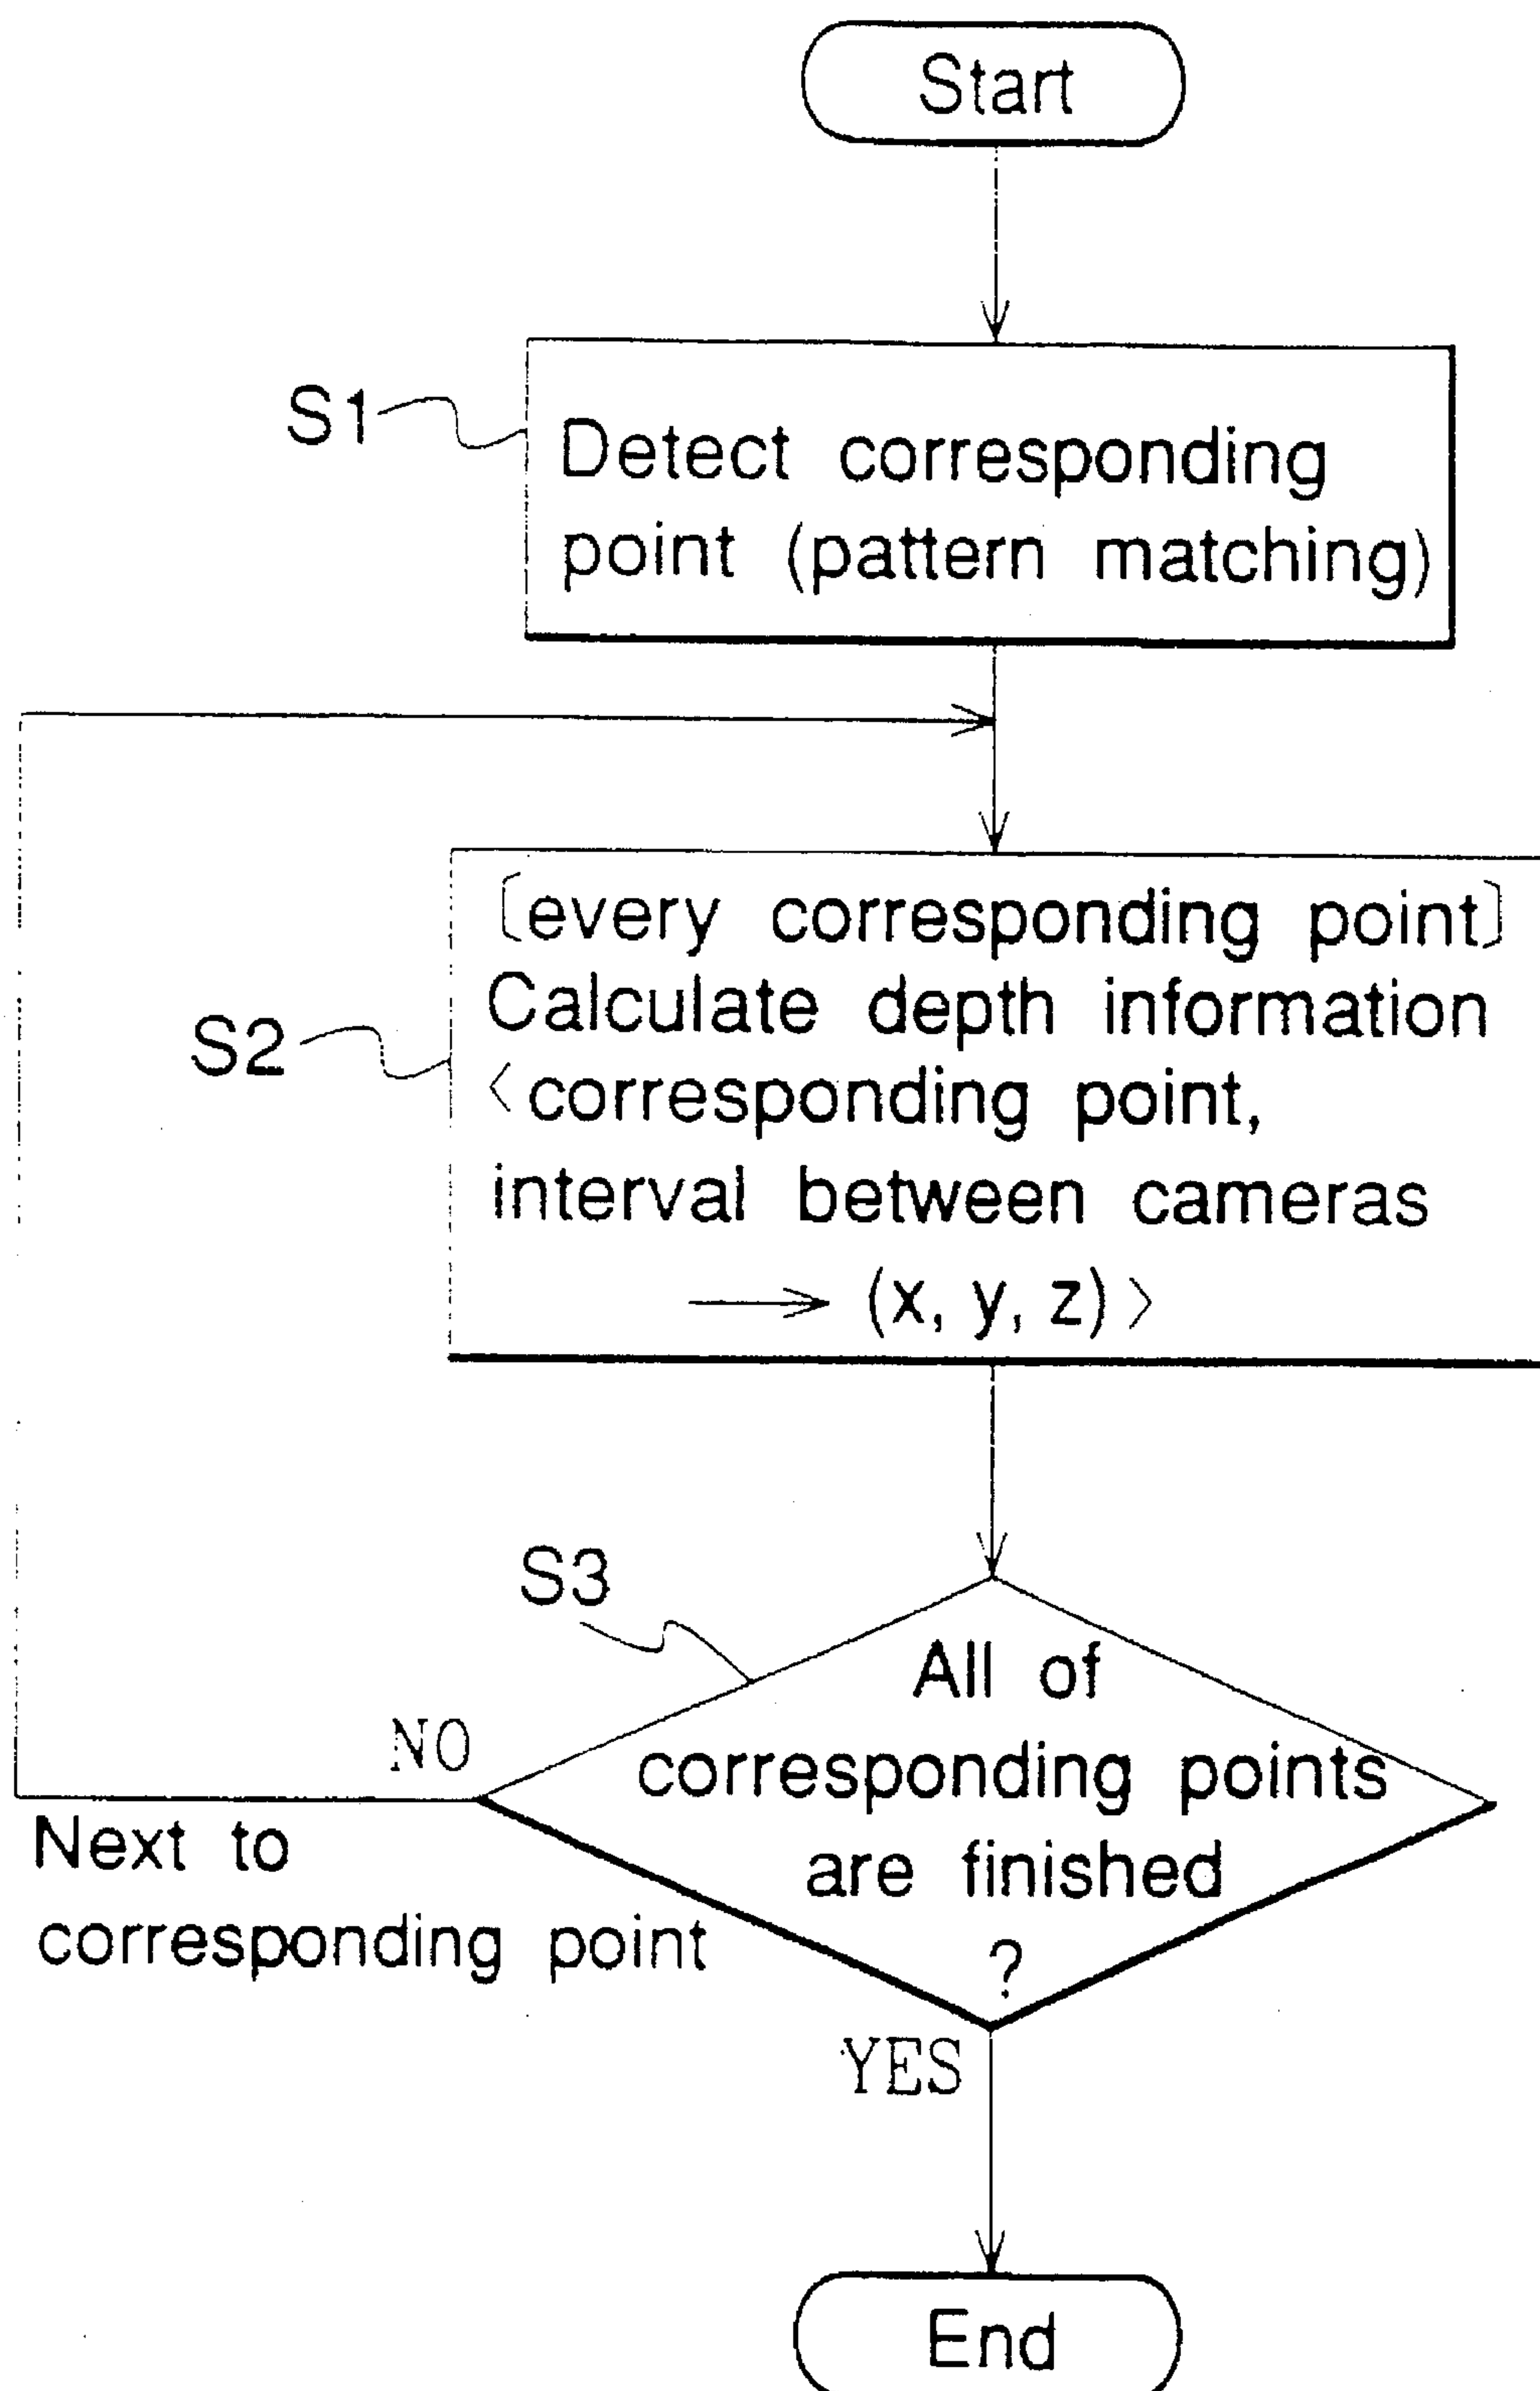 Start
S1
Detect corresponding
point (pattern matching)
[every corresponding point]
Calculate depth information
S2
<corresponding point,
interval between cameras
→ (x, y, z)>
S3
All of
NO
corresponding points
Next to
are finished
corresponding point
?
YES
End